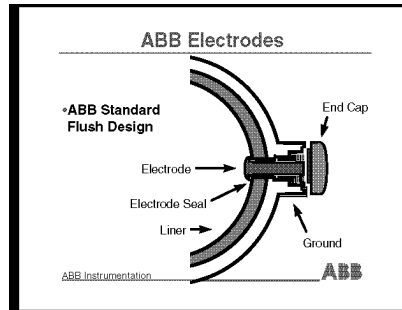 ABB Electrodes
•ABB Standard
Flush Design
End Cap
Electrode
Electrode Seal
Liner
Ground
ABB Instrumentation
ABB